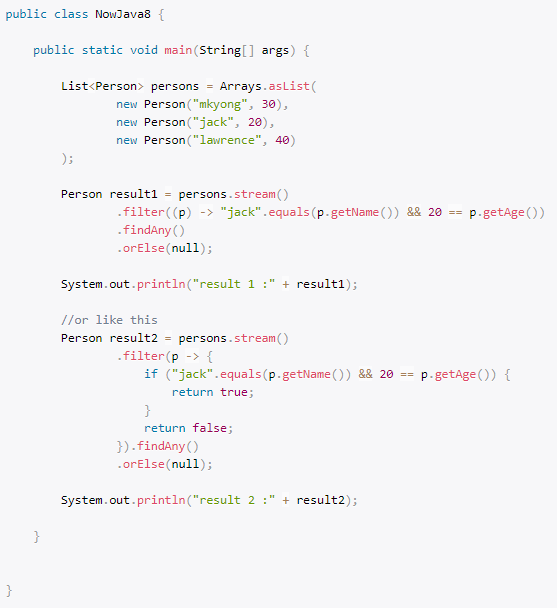 public class NowJava8 {
public static void main(String[] args) {
List<Person> persons = Arrays.asList(
new Person("mkyong", 30),
new Person("jack", 20),
new Person("lawrence", 40)
);
Person result1 = persons.stream()
.filter((p) -> "jack".equals(p.getName()) && 20 == p.getAge())
.findAny()
.orElse(null);
System.out.println("result 1 :" + result1);
//or like this
Person result2 = persons.stream()
.filter(p -> {
if ("jack".equals(p.getName()) && 20 == p.getAge()) {
return true;
}
return false;
}).findAny()
.orElse(null);
System.out.println("result 2 :" + result2);
}
}